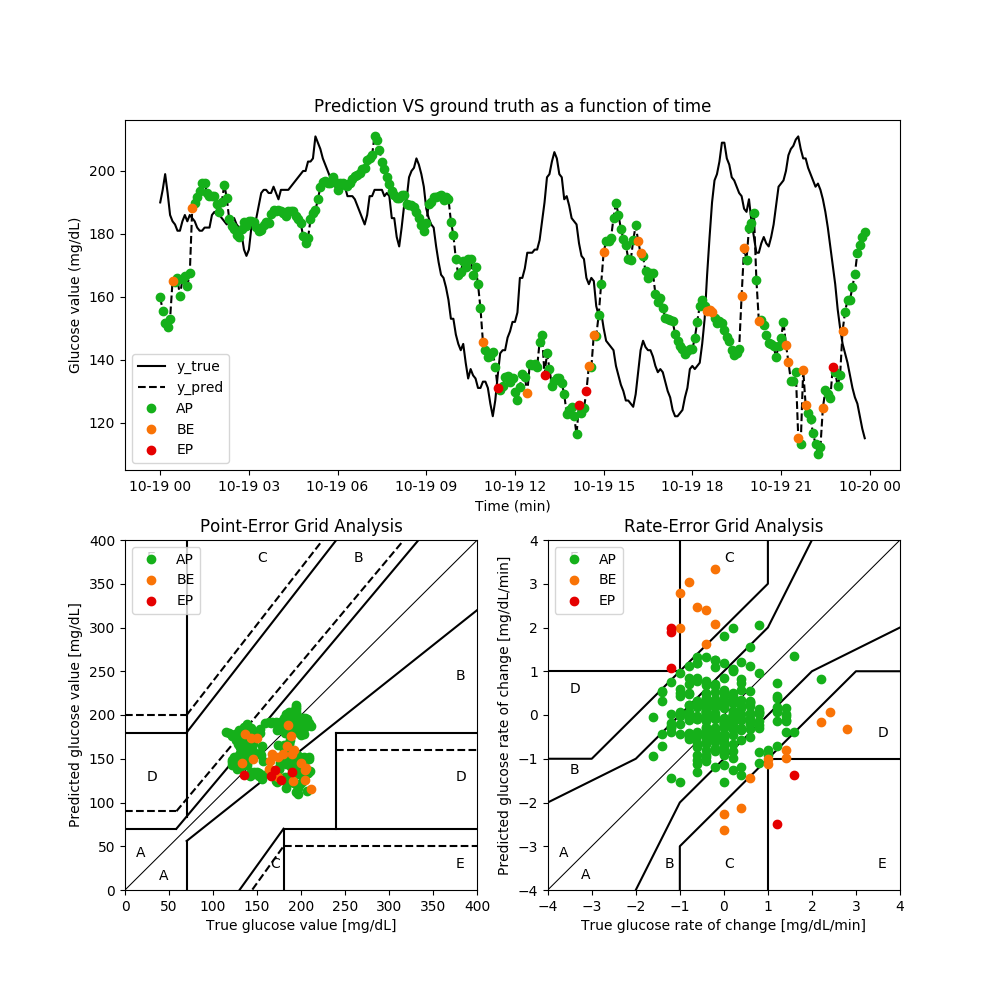 Prediction VS ground truth as a function of time
Glucose value (mg/dL)
200
180
160
140
120
y_true
y_pred
AP
BE
EP
10-19 00 10-19 03 10-19 06 10-19 09 10-19 12 10-19 15 10-19 18 10-19 21 10-20 00
Time (min)
Point-Error Grid Analysis
Predicted glucose value [mg/dL]
400
350
300
250
200
150
100
50
0
AP
BE
EP
C
B
B
D
D
A
A
C
E
0 50 100 150 200 250 300 350 400
True glucose value [mg/dL]
Rate-Error Grid Analysis
Predicted glucose rate of change [mg/dL/min]
4
3
2
1
0
−1
−2
−3
−4
AP
BE
EP
C
D
D
B
A
A
B
C
E
−4 −3 −2 −1 0 1 2 3 4
True glucose rate of change [mg/dL/min]